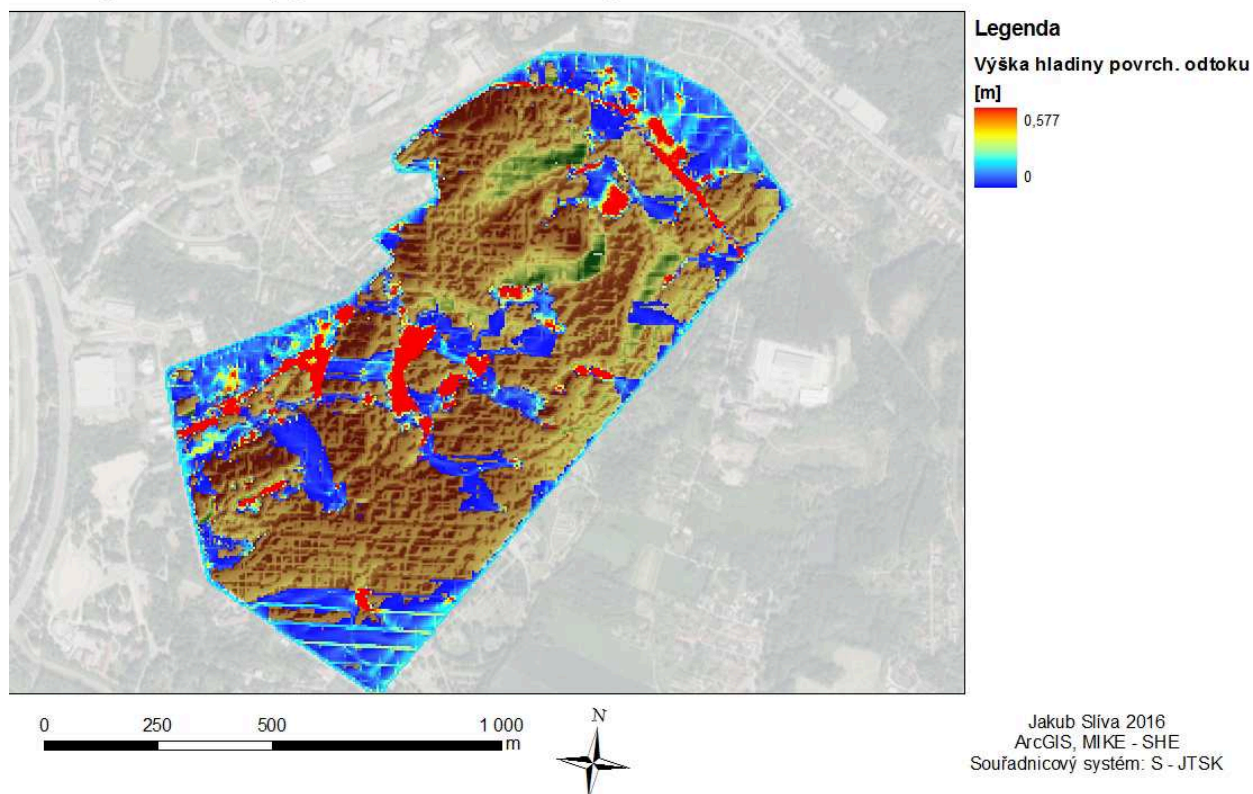 Legenda
Výška hladiny povrch. odtoku
[m]
0,577
0
0 250 500 1 000
m
N
Jakub Slíva 2016
ArcGIS, MIKE - SHE
Souřadnicový systém: S - JTSK